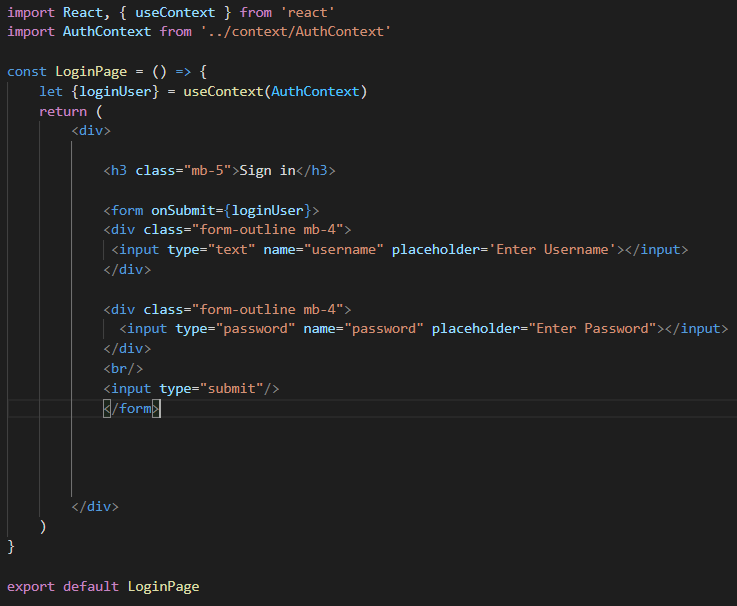 import React, { useContext } from 'react'
import AuthContext from '../context/AuthContext'
const LoginPage = () => {
let {loginUser} = useContext(AuthContext)
return (
<div>
<h3 class="mb-5">Sign in</h3>
<form onSubmit={loginUser}>
<div class="form-outline mb-4">
<input type="text" name="username" placeholder='Enter Username'></input>
</div>
<div class="form-outline mb-4">
<input type="password" name="password" placeholder="Enter Password"></input>
</div>
<br/>
<input type="submit"/>
</form>
</div>
)
}
export default LoginPage